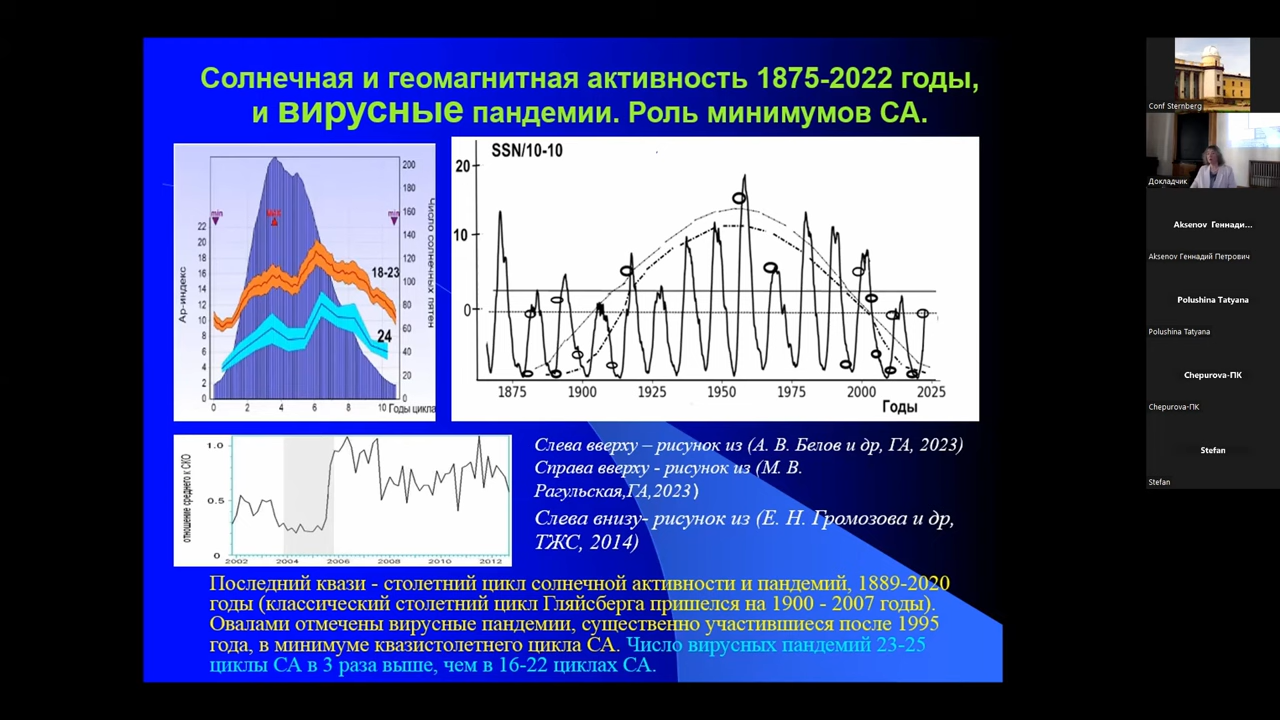 Солнечная и геомагнитная активность 1875-2022 годы,
и вирусные пандемии. Роль минимумов СА.
min
MAX
min
22
20
18
16
14
12
10
8
6
4
2
0
Ар-индекс
200
180
160
140
120
100
80
60
40
20
0
Число солнечных пятен
18-23
24
0 2 4 6 8 10 Годы цикла
SSN/10-10
20
10
0
1875 1900 1925 1950 1975 2000 2025
Годы
отношение среднего к СКО
1.0
0.5
0
2002 2004 2006 2008 2010 2012
Слева вверху – рисунок из (А. В. Белов и др, ГА, 2023)
Справа вверху - рисунок из (М. В.
Рагульская,ГА,2023)
Слева внизу- рисунок из (Е. Н. Громозова и др,
ТЖС, 2014)
Последний квази - столетний цикл солнечной активности и пандемий, 1889-2020
годы (классический столетний цикл Гляйсберга пришелся на 1900 - 2007 годы).
Овалами отмечены вирусные пандемии, существенно участившиеся после 1995
года, в минимуме квазистолетнего цикла СА. Число вирусных пандемий 23-25
циклы СА в 3 раза выше, чем в 16-22 циклах СА.
Conf Sternberg
Докладчик
Aksenov Геннади...
Aksenov Геннадий Петрович
Polushina Tatyana
Polushina Tatyana
Chepurova-ПК
Chepurova-ПК
Stefan
Stefan